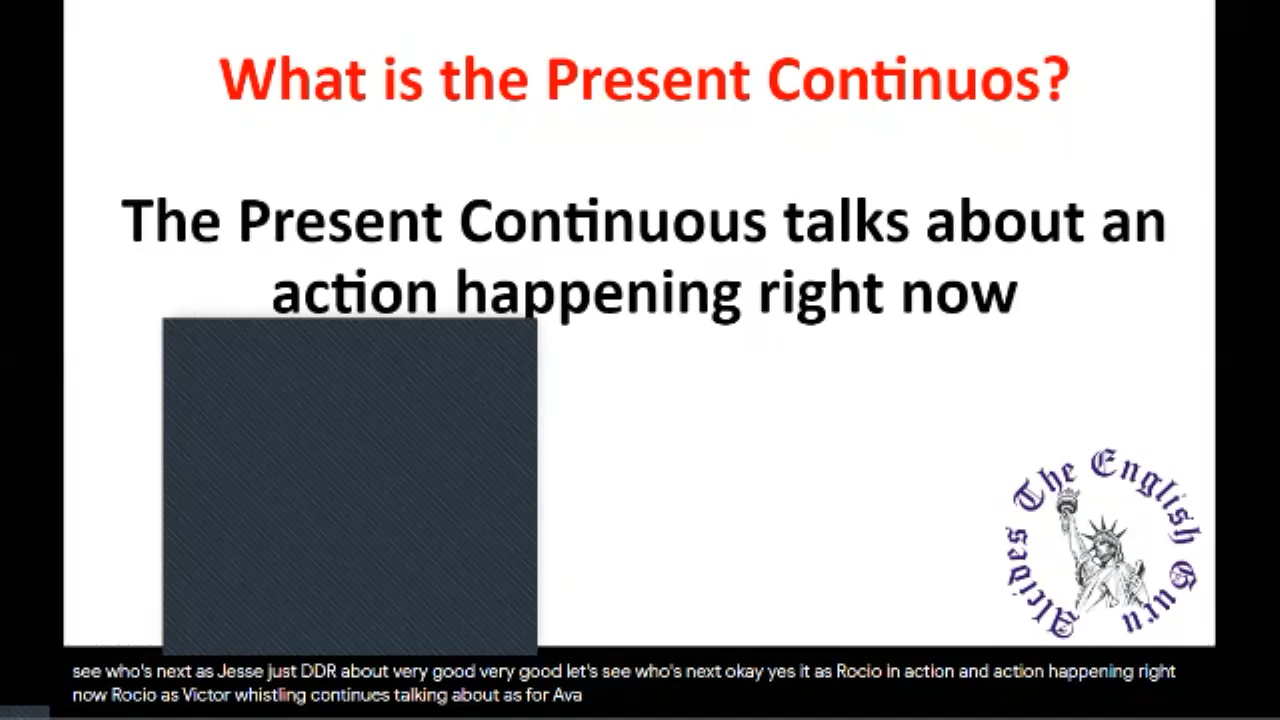 What is the Present Continuos?
The Present Continuous talks about an
action happening right now
Alcides The English Guru
see who's next as Jesse just DDR about very good very good let's see who's next okay yes it as Rocio in action and action happening right
now Rocio as Victor whistling continues talking about as for Ava